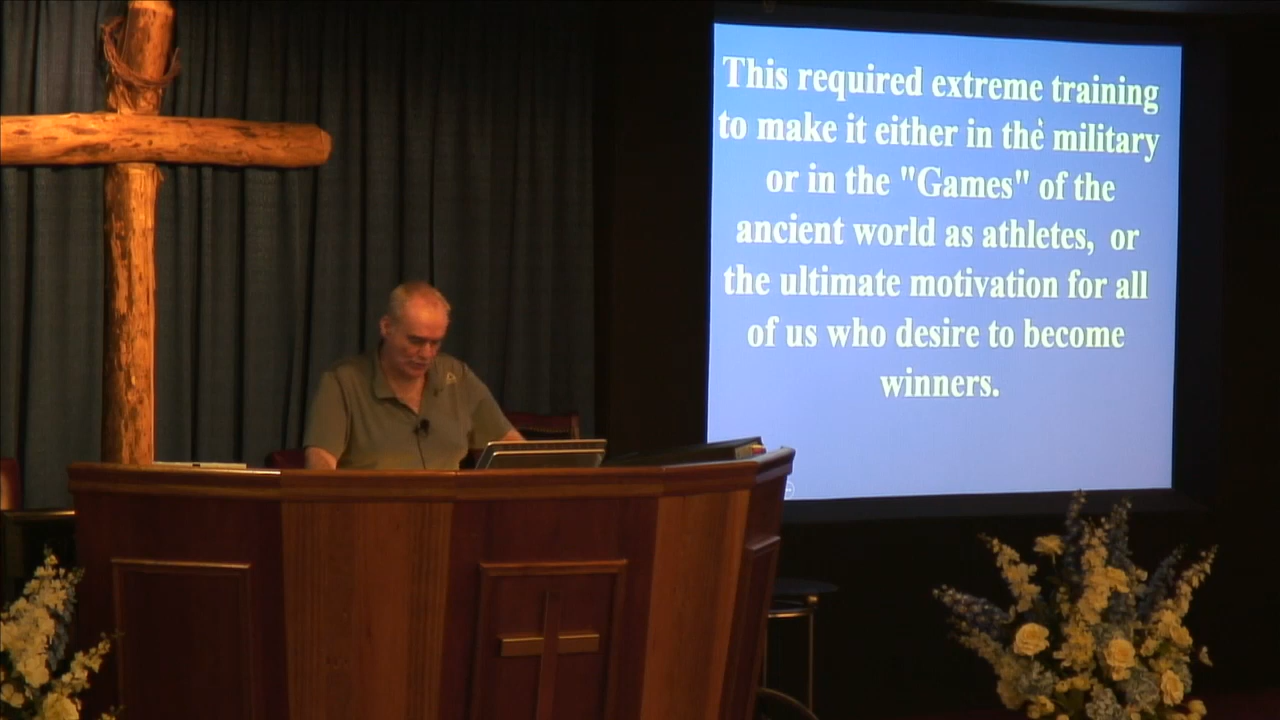 This required extreme training
to make it either in the military
or in the "Games" of the
ancient world as athletes, or
the ultimate motivation for all
of us who desire to become
winners.